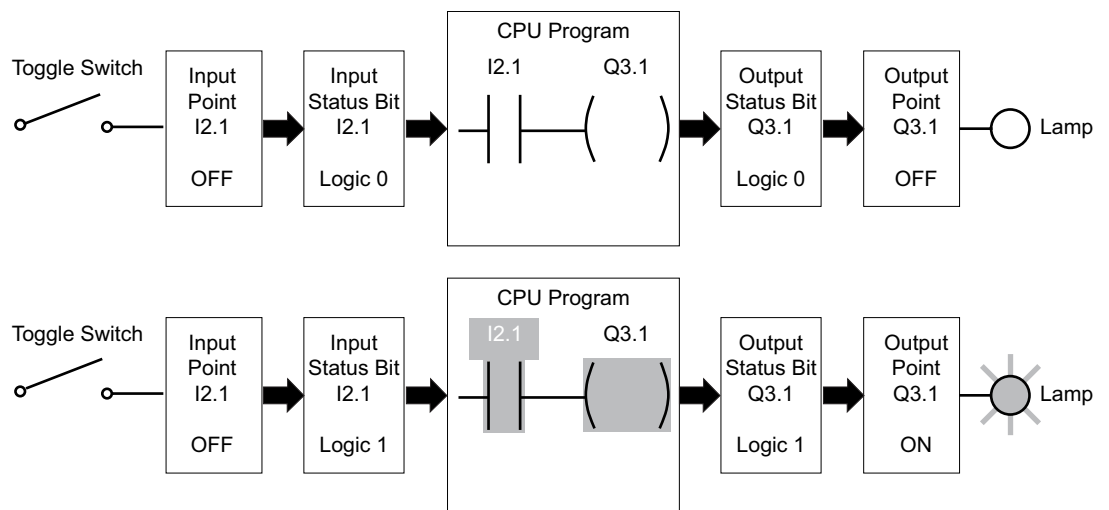 CPU Program
I2.1 Q3.1
Toggle Switch
Input
Point
I2.1
OFF
Input
Status Bit
I2.1
Logic 0
Output
Status Bit
Q3.1
Logic 0
Output
Point
Q3.1
OFF
Lamp
CPU Program
I2.1 Q3.1
Toggle Switch
Input
Point
I2.1
OFF
Input
Status Bit
I2.1
Logic 1
Output
Status Bit
Q3.1
Logic 1
Output
Point
Q3.1
ON
Lamp